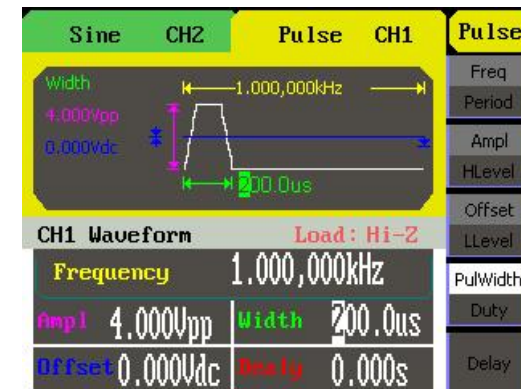 Sine CH2 Pulse CH1 Pulse
Width
1.000,000kHz
4.000Vpp
0.000Vdc
200.0us
Freq
Period
Ampl
HLevel
Offset
LLevel
PulWidth
Duty
Delay
CH1 Waveform Load: Hi-Z
Frequency 1.000,000kHz
Ampl 4.000Vpp Width 200.0us
Offset 0.000Vdc Dealy 0.000s